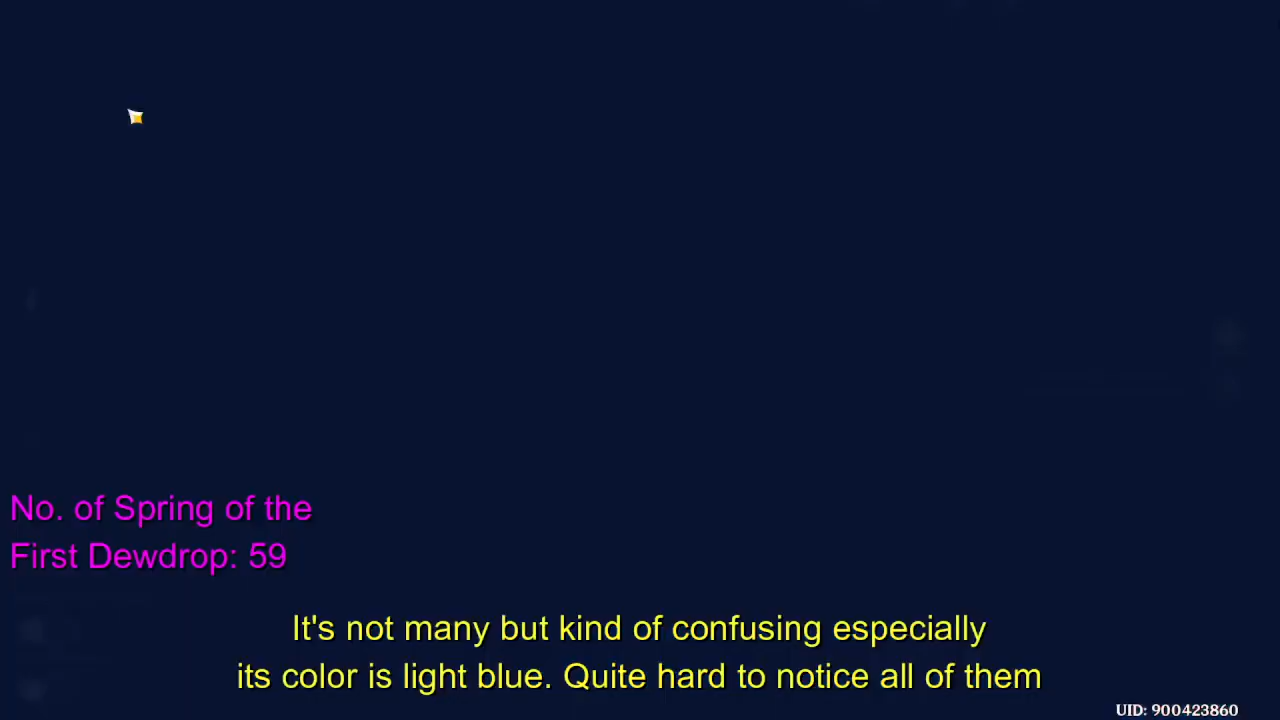 No. of Spring of the
First Dewdrop: 59
It's not many but kind of confusing especially
its color is light blue. Quite hard to notice all of them
UID: 900423860